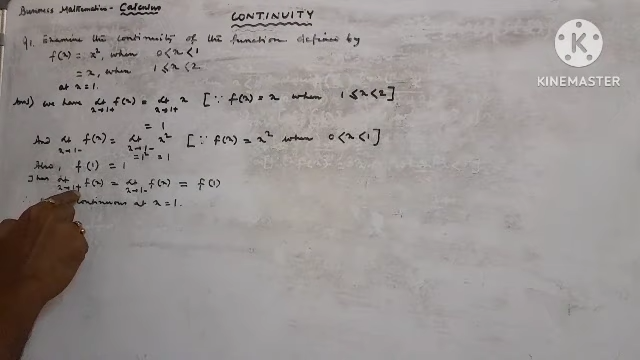 Business Mathematics - Calculus
CONTINUITY
Q1. Examine the continuity of the function defined by
f(x) = x², when 0 < x < 1
= x, when 1 ≤ x < 2
at x = 1.
Ans) We have Lt x→1+ f(x) = Lt x→1+ x [∵ f(x) = x when 1 ≤ x < 2]
= 1
And Lt x→1- f(x) = Lt x→1- x² [∵ f(x) = x² when 0 < x < 1]
= 1² = 1
Also, f(1) = 1
Thus Lt x→1+ f(x) = Lt x→1- f(x) = f(1)
∴ continuous at x = 1.
KINEMASTER